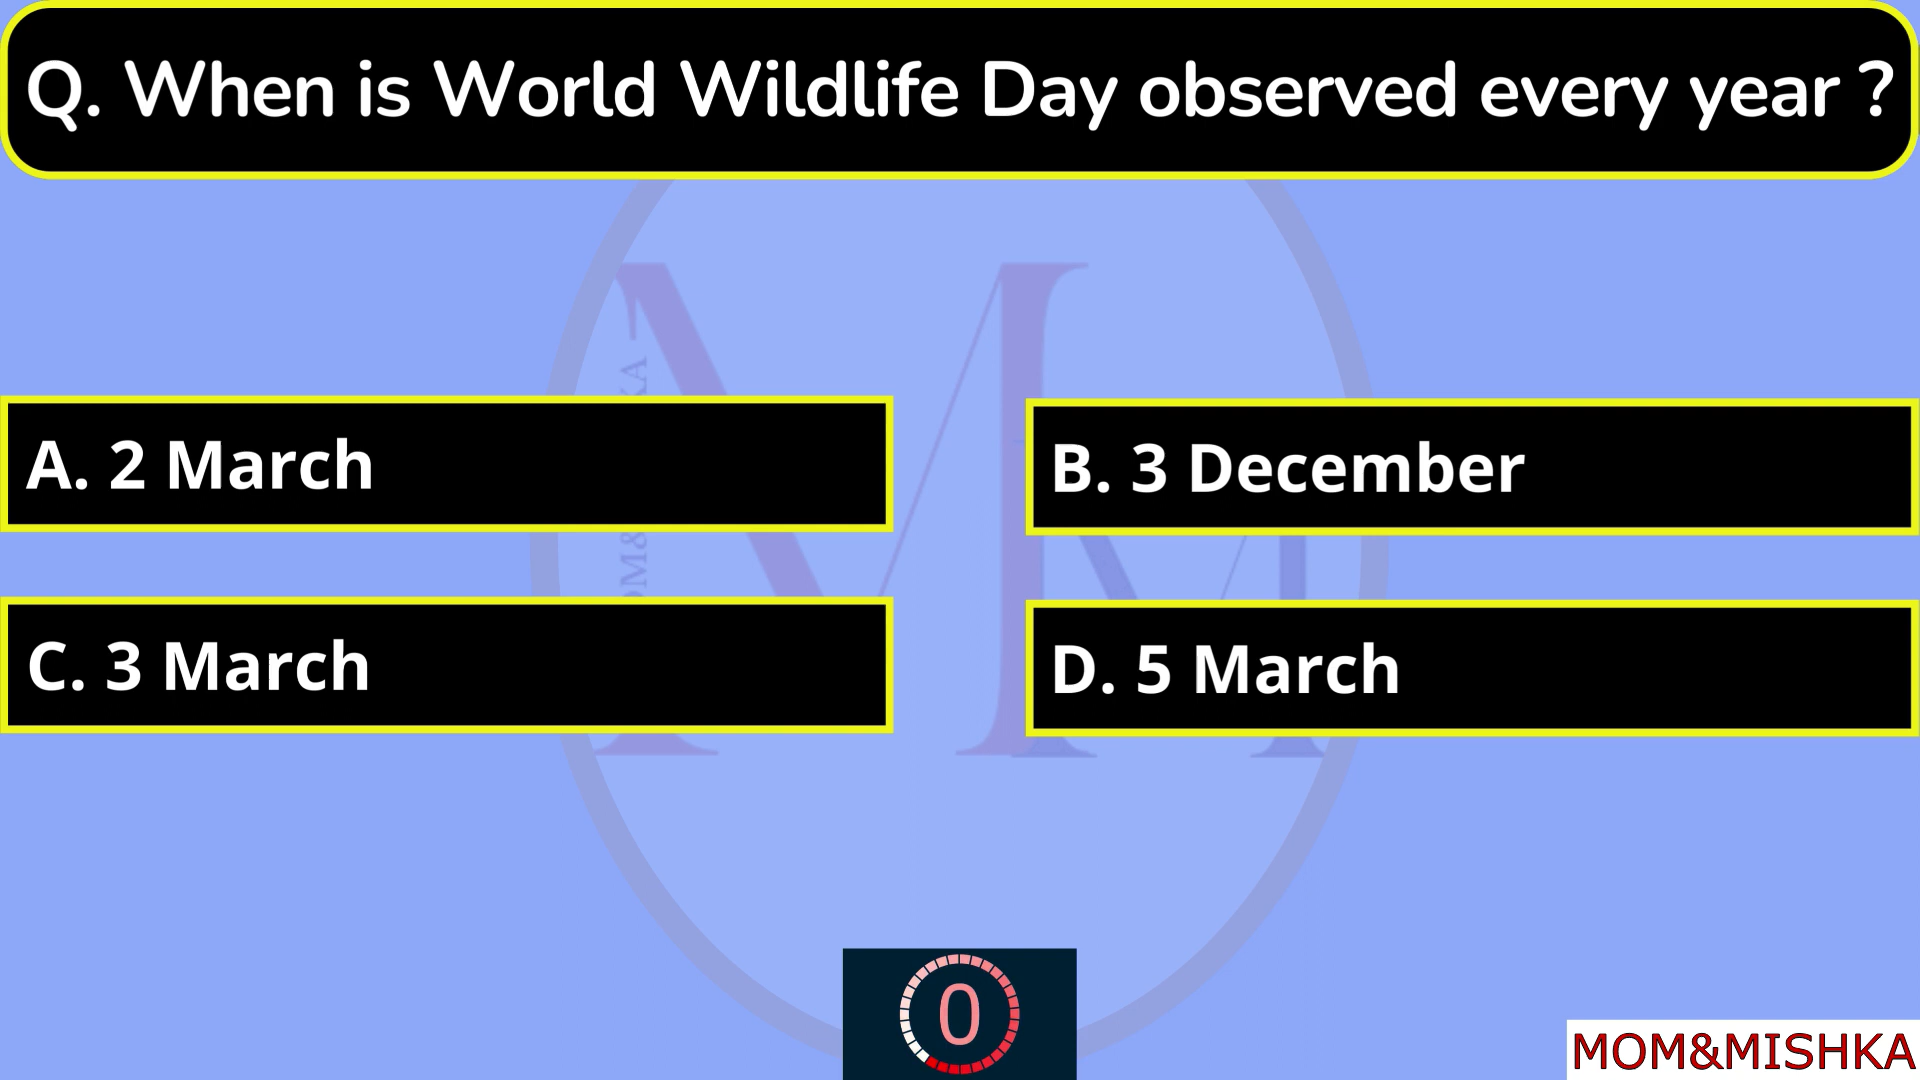 Q. When is World Wildlife Day observed every year ?
A. 2 March
B. 3 December
C. 3 March
D. 5 March
0
MOM&MISHKA